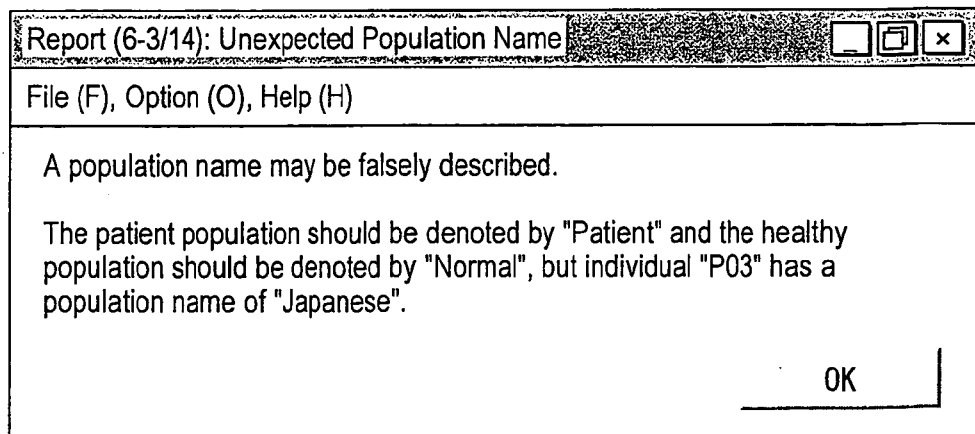 Report (6-3/14): Unexpected Population Name
File (F), Option (O), Help (H)
A population name may be falsely described.
The patient population should be denoted by "Patient" and the healthy
population should be denoted by "Normal", but individual "P03" has a
population name of "Japanese".
OK